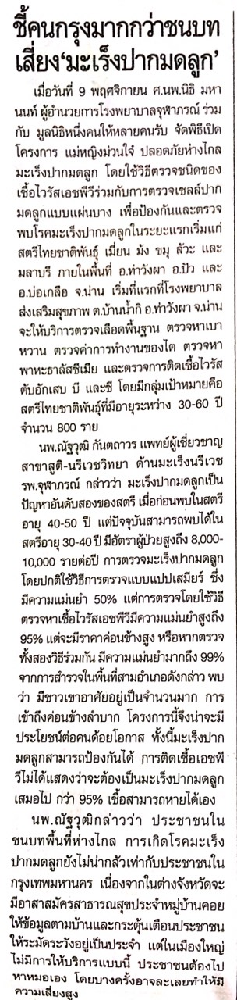 ชี้คนกรุงมากกว่าชนบท
เสี่ยง‘มะเร็งปากมดลูก’
เมื่อวันที่ 9 พฤศจิกายน ศ.นพ.นิธิ มหา
นนท์ ผู้อำนวยการโรงพยาบาลจุฬาภรณ์ ร่วม
กับ มูลนิธิหนึ่งคนให้หลายคนรับ จัดพิธีเปิด
โครงการ แม่หญิงม่วนใจ๋ ปลอดภัยห่างไกล
มะเร็งปากมดลูก โดยใช้วิธีตรวจชนิดของ
เชื้อไวรัสเอชพีวีร่วมกับการตรวจเซลล์ปาก
มดลูกแบบแผ่นบาง เพื่อป้องกันและตรวจ
พบโรคมะเร็งปากมดลูกในระยะแรกเริ่มแก่
สตรีไทยชาติพันธุ์ เมี่ยน ม้ง ขมุ ลัวะ และ
มลาบรี ภายในพื้นที่ อ.ท่าวังผา อ.ปัว และ
อ.บ่อเกลือ จ.น่าน เริ่มที่แรกที่โรงพยาบาล
ส่งเสริมสุขภาพ ต.บ้านน้ำกิ อ.ท่าวังผา จ.น่าน
จะให้บริการตรวจเลือดพื้นฐาน ตรวจหาเบา
หวาน ตรวจค่าการทำงานของไต ตรวจหา
พาหะธาลัสซีเมีย และตรวจการติดเชื้อไวรัส
ตับอักเสบ บี และซี โดยมีกลุ่มเป้าหมายคือ
สตรีไทยชาติพันธุ์ที่มีอายุระหว่าง 30-60 ปี
จำนวน 800 ราย
นพ.ณัฐวุฒิ กันตถาวร แพทย์ผู้เชี่ยวชาญ
สาขาสูติ-นรีเวชวิทยา ด้านมะเร็งนรีเวช
รพ.จุฬาภรณ์ กล่าวว่า มะเร็งปากมดลูกเป็น
ปัญหาอันดับสองของสตรี เมื่อก่อนพบในสตรี
อายุ 40-50 ปี แต่ปัจจุบันสามารถพบได้ใน
สตรีอายุ 30-40 ปี มีอัตราผู้ป่วยสูงถึง 8,000-
10,000 รายต่อปี การตรวจมะเร็งปากมดลูก
โดยปกติใช้วิธีการตรวจแบบแปปเสมียร์ ซึ่ง
มีความแม่นยำ 50% แต่การตรวจโดยใช้วิธี
ตรวจหาเชื้อไวรัสเอชพีวีมีความแม่นยำสูงถึง
95% แต่จะมีราคาค่อนข้างสูง หรือหากตรวจ
ทั้งสองวิธีร่วมกัน มีความแม่นยำมากถึง 99%
จากการสำรวจในพื้นที่สามอำเภอดังกล่าว พบ
ว่า มีชาวเขาอาศัยอยู่เป็นจำนวนมาก การ
เข้าถึงค่อนข้างลำบาก โครงการนี้จึงน่าจะมี
ประโยชน์ต่อคนด้อยโอกาส ทั้งนี้มะเร็งปาก
มดลูกสามารถป้องกันได้ การติดเชื้อเอชพี
วีไม่ได้แสดงว่าจะต้องเป็นมะเร็งปากมดลูก
เสมอไป กว่า 95% เชื้อสามารถหายได้เอง
นพ.ณัฐวุฒิกล่าวว่า ประชาชนใน
ชนบทพื้นที่ห่างไกล การเกิดโรคมะเร็ง
ปากมดลูกยังไม่น่ากลัวเท่ากับประชาชนใน
กรุงเทพมหานคร เนื่องจากในต่างจังหวัดจะ
มีอาสาสมัครสาธารณสุขประจำหมู่บ้านคอย
ให้ข้อมูลตามบ้านและกระตุ้นเตือนประชาชน
ให้ระมัดระวังอยู่เป็นประจำ แต่ในเมืองใหญ่
ไม่มีการให้บริการแบบนี้ ประชาชนต้องไป
หาหมอเอง โดยบางครั้งอาจละเลยทำให้มี
ความเสี่ยงสูง